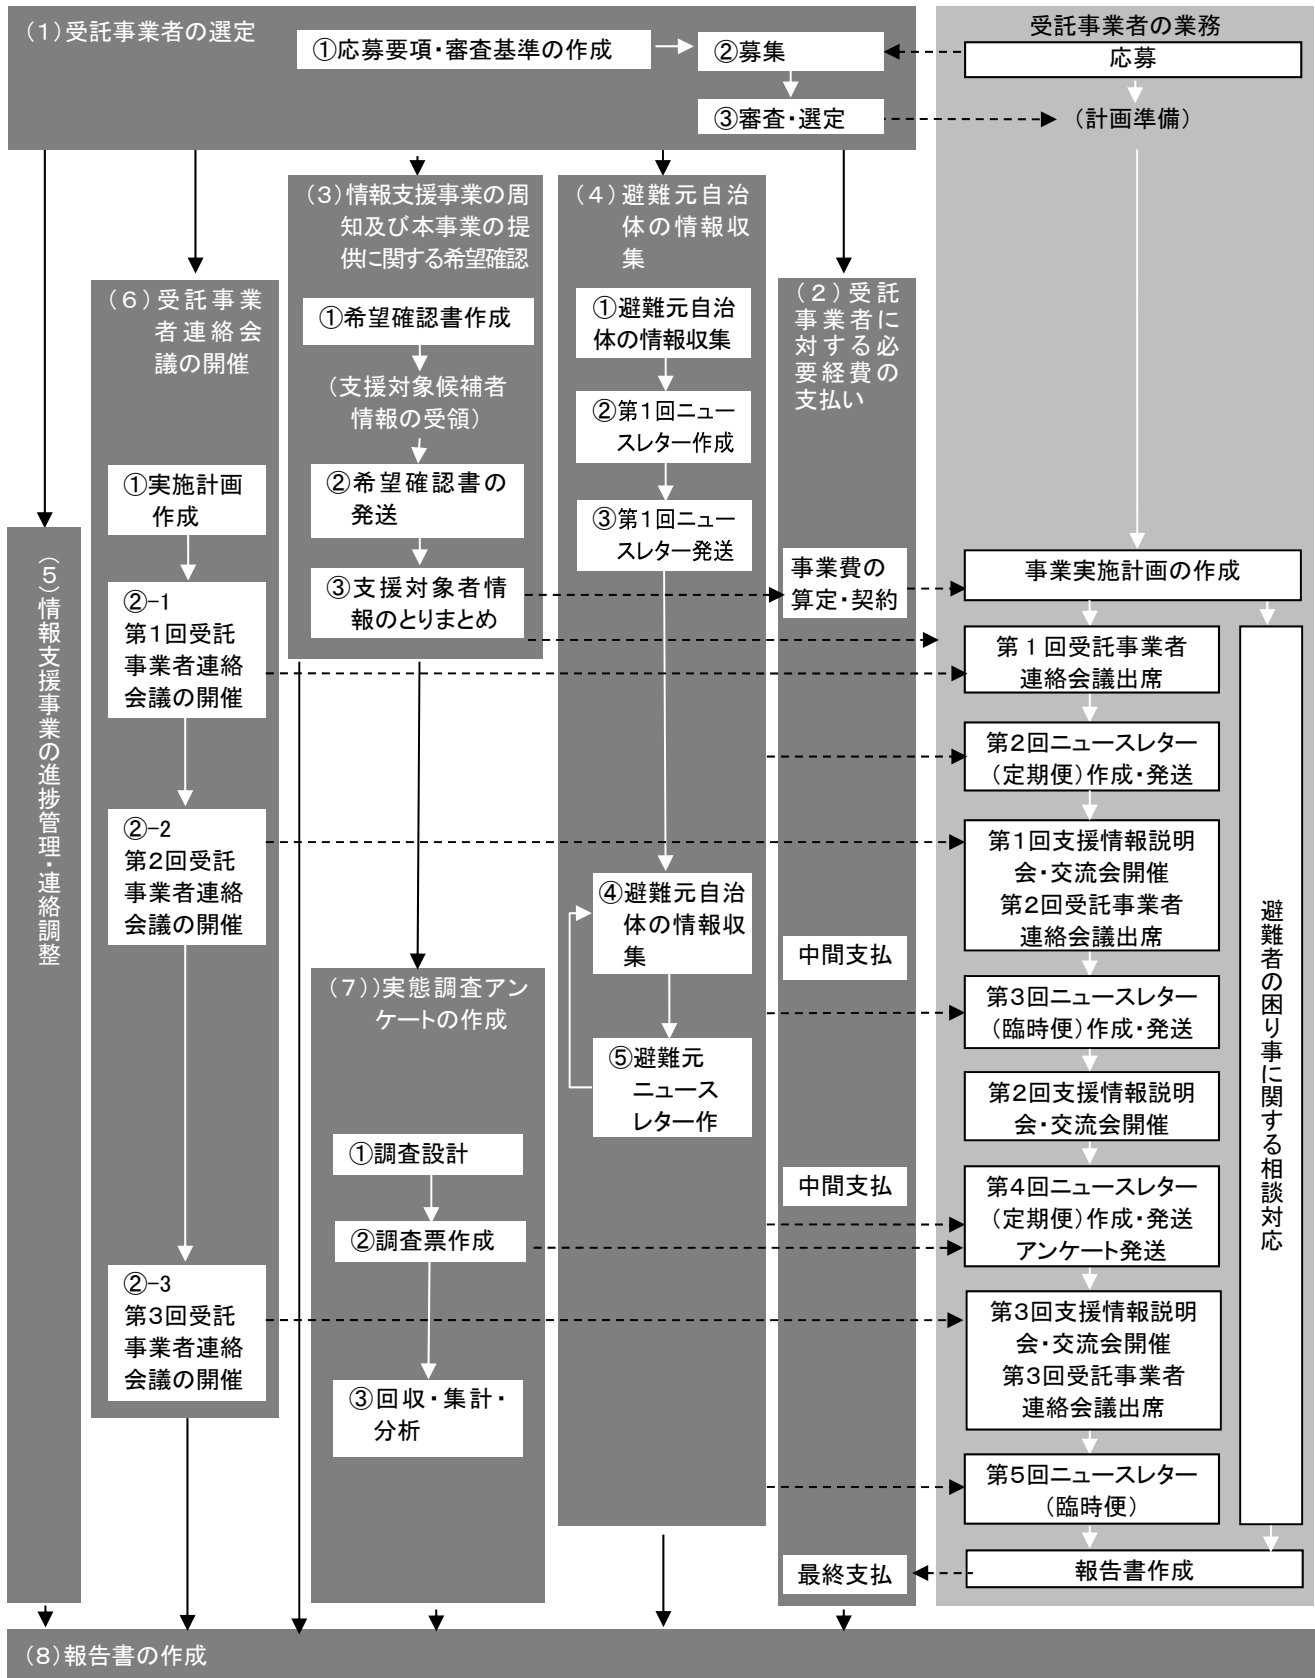 (1)受託事業者の選定
①応募要項・審査基準の作成
②募集
③審査・選定
受託事業者の業務
応募
(計画準備)
(3)情報支援事業の周
知及び本事業の提
供に関する希望確認
①希望確認書作成
(支援対象候補者
情報の受領)
②希望確認書の
発送
③支援対象者情
報のとりまとめ
(4)避難元自治
体の情報収
集
①避難元自治
体の情報収集
②第1回ニュー
スレター作成
③第1回ニュー
スレター発送
④避難元自治
体の情報収
集
⑤避難元
ニュース
レター作
(6)受託事業
者連絡会
議の開催
①実施計画
作成
②-1
第1回受託
事業者連絡
会議の開催
②-2
第2回受託
事業者連絡
会議の開催
②-3
第3回受託
事業者連絡
会議の開催
(5)情報支援事業の進捗管理・連絡調整
(7))実態調査アン
ケートの作成
①調査設計
②調査票作成
③回収・集計・
分析
(2)受託
事業者に
対する必
要経費の
支払い
事業費の
算定・契約
中間支払
中間支払
最終支払
事業実施計画の作成
第1回受託事業者
連絡会議出席
第2回ニュースレター
(定期便)作成・発送
第1回支援情報説明
会・交流会開催
第2回受託事業者
連絡会議出席
第3回ニュースレター
(臨時便)作成・発送
第2回支援情報説明
会・交流会開催
第4回ニュースレター
(定期便)作成・発送
アンケート発送
第3回支援情報説明
会・交流会開催
第3回受託事業者
連絡会議出席
第5回ニュースレター
(臨時便)
避難者の困り事に関する相談対応
報告書作成
(8)報告書の作成